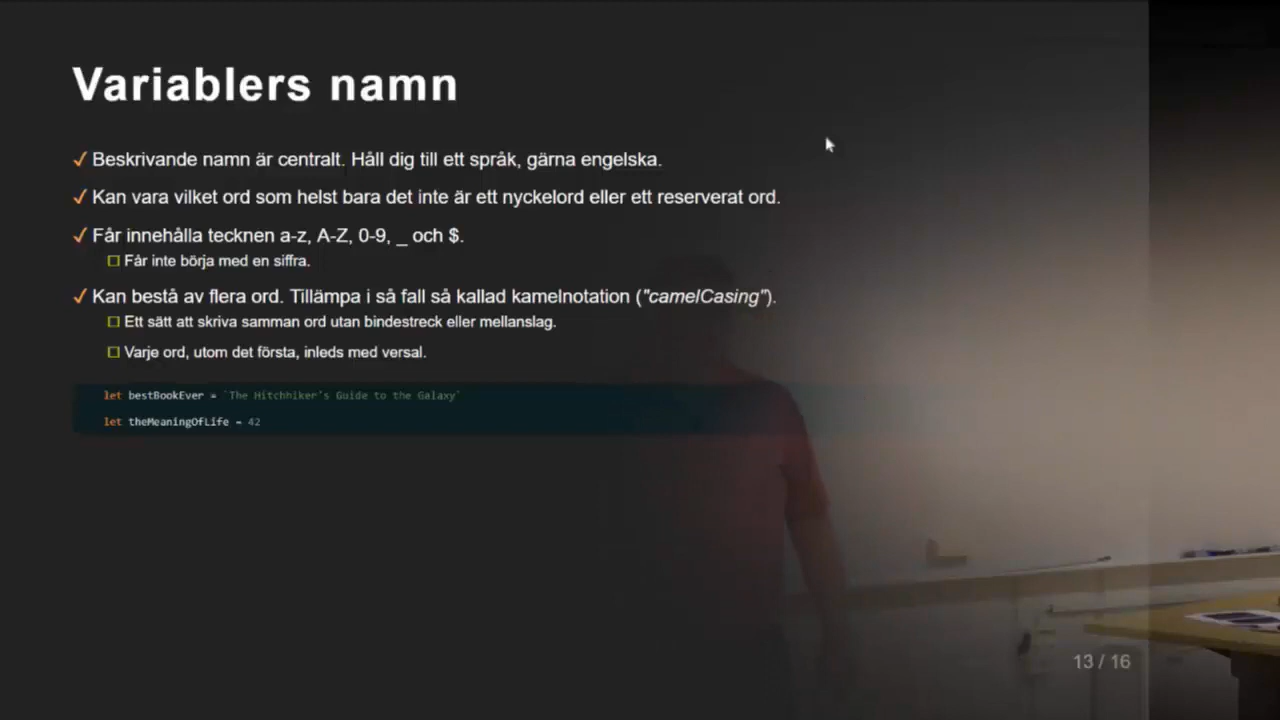 Variablers namn
Beskrivande namn är centralt. Håll dig till ett språk, gärna engelska.
Kan vara vilket ord som helst bara det inte är ett nyckelord eller ett reserverat ord.
Får innehålla tecknen a-z, A-Z, 0-9, _ och $.
Får inte börja med en siffra.
Kan bestå av flera ord. Tillämpa i så fall så kallad kamelnotation ("camelCasing").
Ett sätt att skriva samman ord utan bindestreck eller mellanslag.
Varje ord, utom det första, inleds med versal.
let bestBookEver = `The Hitchhiker's Guide to the Galaxy`
let theMeaningOfLife = 42
13 / 16